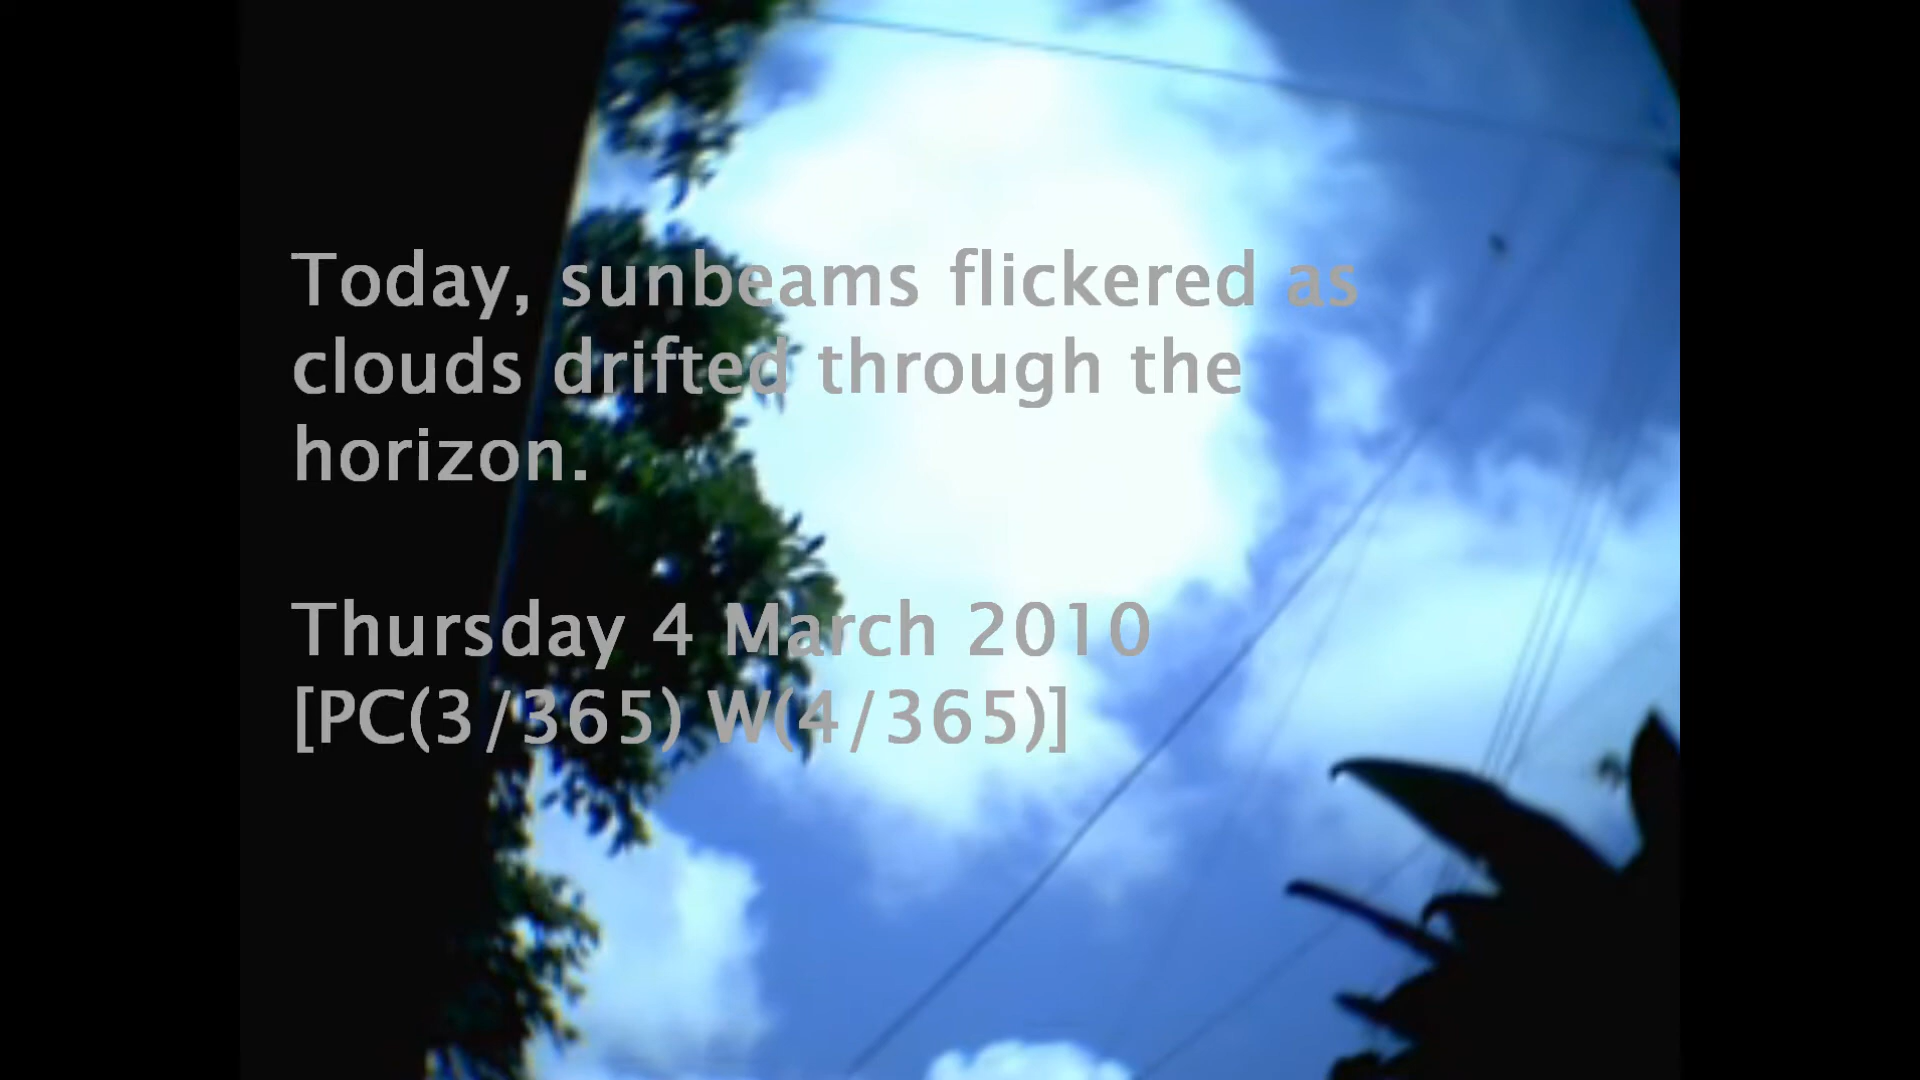 Today, sunbeams flickered as
clouds drifted through the
horizon.
Thursday 4 March 2010
[PC(3/365) W(4/365)]